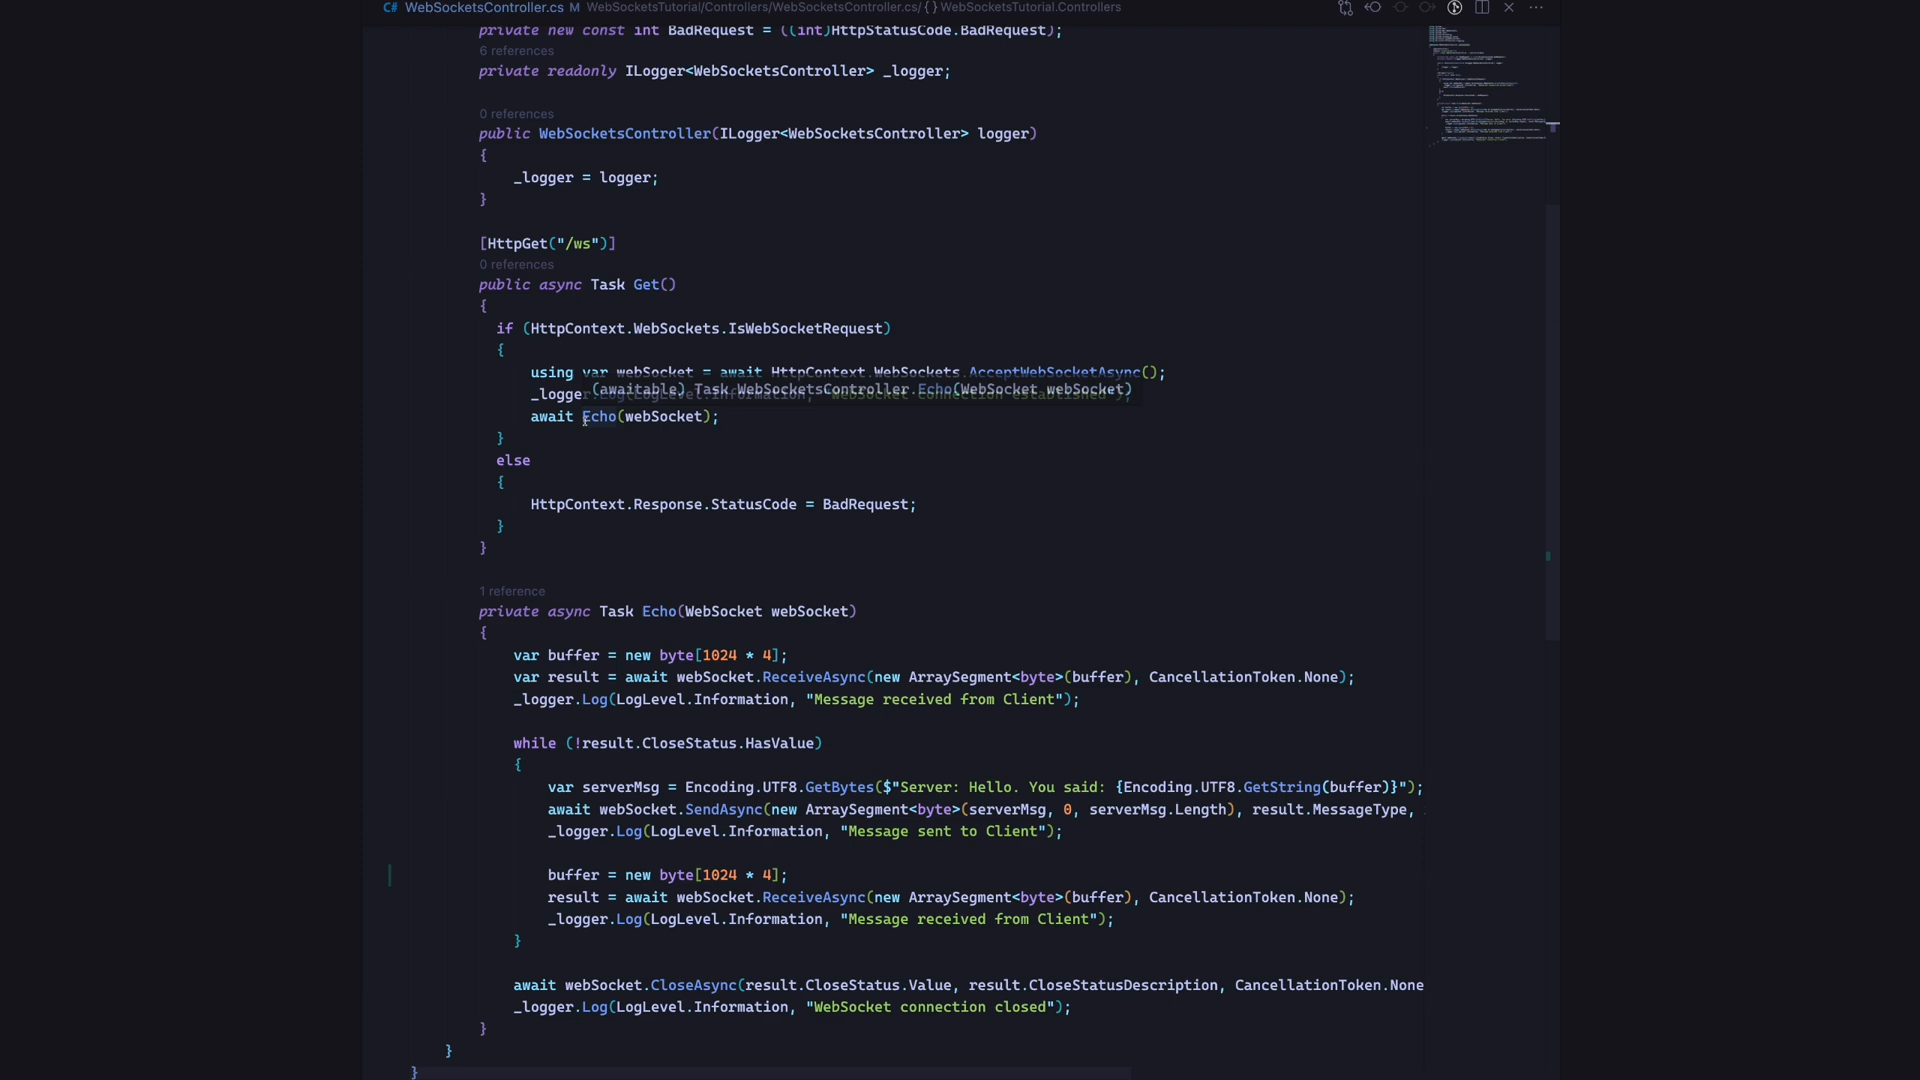 C# WebSocketsController.cs M WebSocketsTutorial/Controllers/WebSocketsController.cs/ { } WebSocketsTutorial.Controllers
private new const int BadRequest = ((int)HttpStatusCode.BadRequest);
6 references
private readonly ILogger<WebSocketsController> _logger;
0 references
public WebSocketsController(ILogger<WebSocketsController> logger)
{
_logger = logger;
}
[HttpGet("/ws")]
0 references
public async Task Get()
{
if (HttpContext.WebSockets.IsWebSocketRequest)
{
using var webSocket = await HttpContext.WebSockets.AcceptWebSocketAsync();
(awaitable) Task WebSocketsController.Echo(WebSocket webSocket)
_logger.Log(LogLevel.Information, "WebSocket connection established");
await Echo(webSocket);
}
else
{
HttpContext.Response.StatusCode = BadRequest;
}
}
1 reference
private async Task Echo(WebSocket webSocket)
{
var buffer = new byte[1024 * 4];
var result = await webSocket.ReceiveAsync(new ArraySegment<byte>(buffer), CancellationToken.None);
_logger.Log(LogLevel.Information, "Message received from Client");
while (!result.CloseStatus.HasValue)
{
var serverMsg = Encoding.UTF8.GetBytes($"Server: Hello. You said: {Encoding.UTF8.GetString(buffer)}");
await webSocket.SendAsync(new ArraySegment<byte>(serverMsg, 0, serverMsg.Length), result.MessageType,
_logger.Log(LogLevel.Information, "Message sent to Client");
buffer = new byte[1024 * 4];
result = await webSocket.ReceiveAsync(new ArraySegment<byte>(buffer), CancellationToken.None);
_logger.Log(LogLevel.Information, "Message received from Client");
}
await webSocket.CloseAsync(result.CloseStatus.Value, result.CloseStatusDescription, CancellationToken.None
_logger.Log(LogLevel.Information, "WebSocket connection closed");
}
}
}